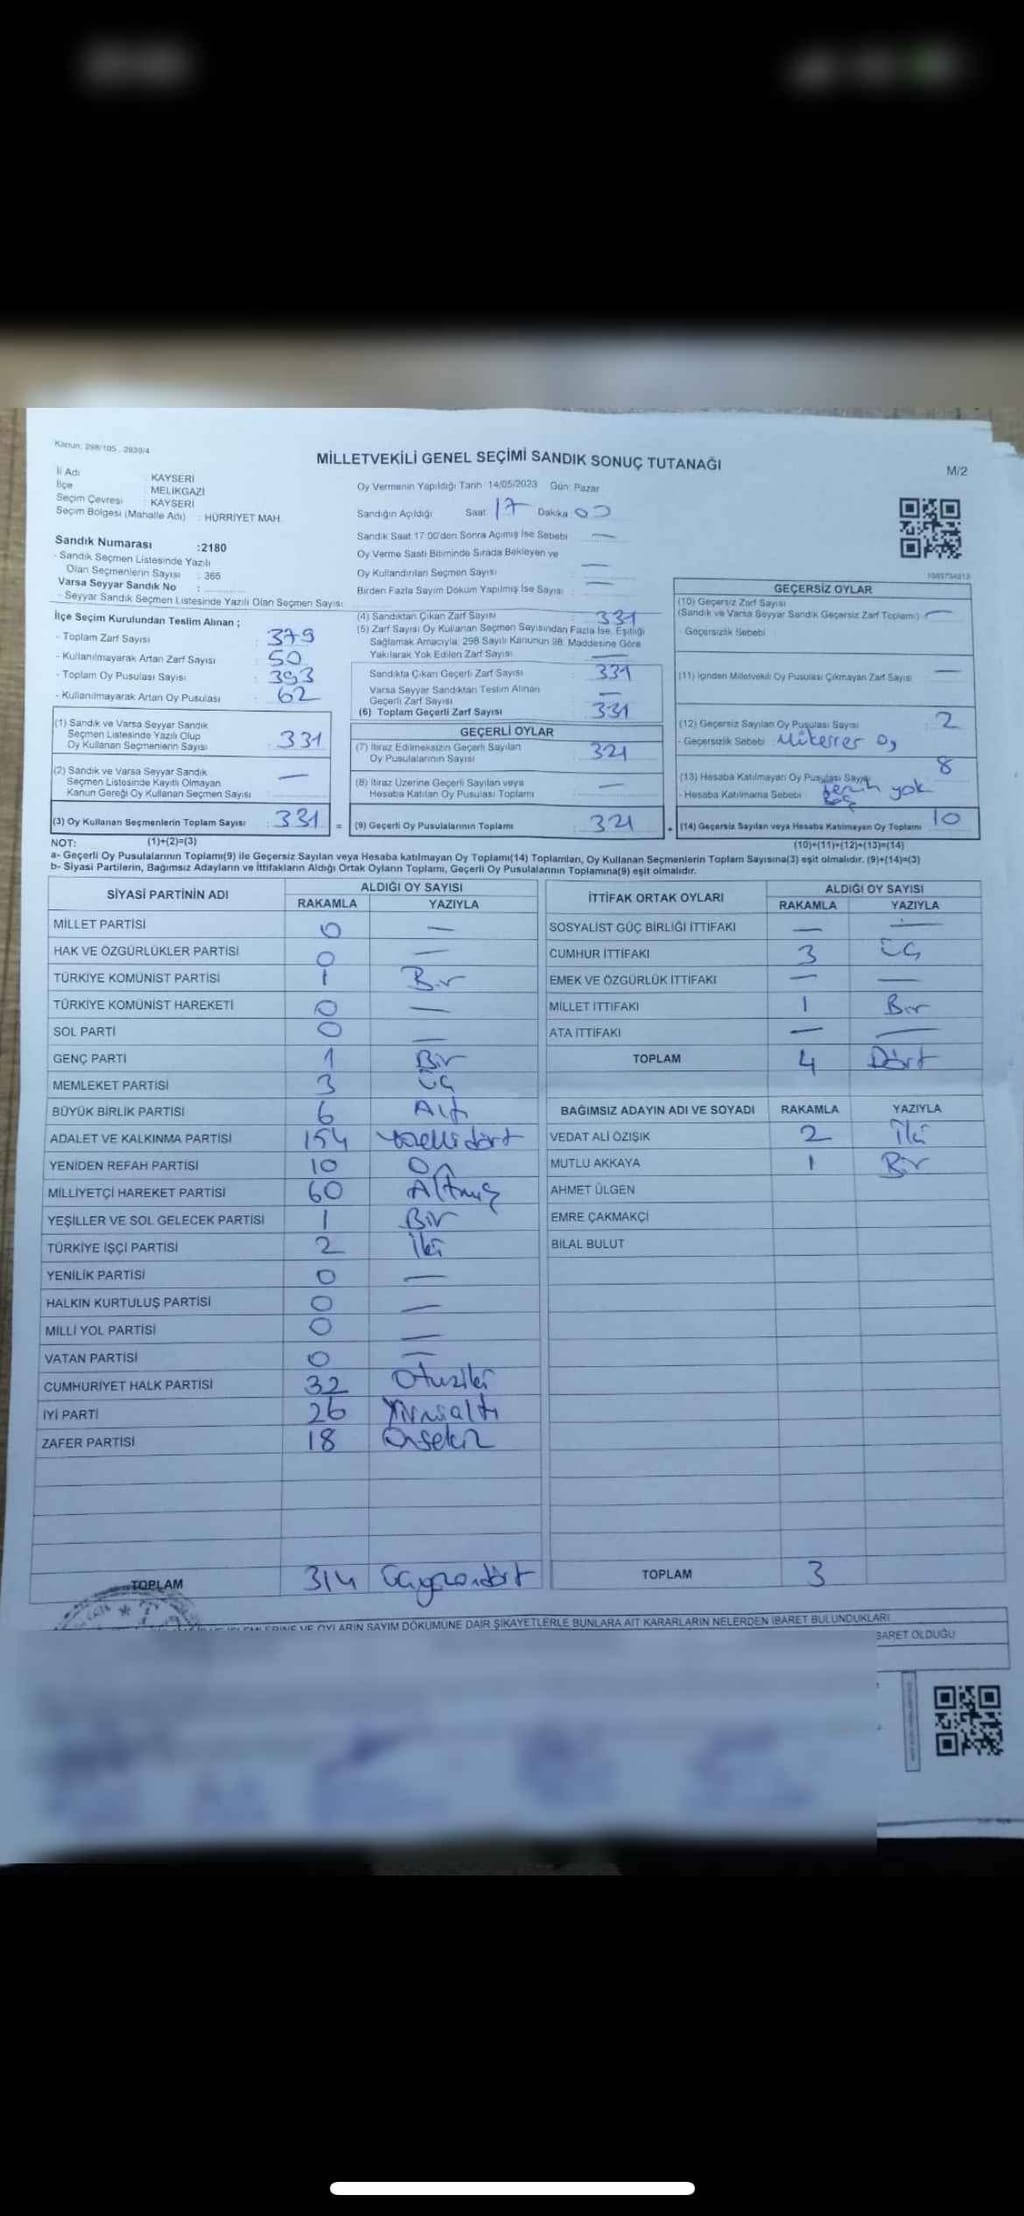 Kanun: 298/105, 2839/4
MİLLETVEKİLİ GENEL SEÇİMİ SANDIK SONUÇ TUTANAĞI
M/2
İl Adı KAYSERİ
İlçe MELİKGAZİ
Seçim Çevresi KAYSERİ
Seçim Bölgesi (Mahalle Adı) : HÜRRİYET MAH.
Sandık Numarası :2180
- Sandık Seçmen Listesinde Yazılı
Olan Seçmenlerin Sayısı : 365
Varsa Seyyar Sandık No :
- Seyyar Sandık Seçmen Listesinde Yazılı Olan Seçmen Sayısı:
Oy Vermenin Yapıldığı Tarih: 14/05/2023 Gün: Pazar
Sandığın Açıldığı Saat: 17 Dakika: 00
Sandık Saat 17:00'den Sonra Açılmış İse Sebebi —
Oy Verme Saati Bitiminde Sırada Bekleyen ve
Oy Kullandırılan Seçmen Sayısı —
Birden Fazla Sayım Döküm Yapılmış İse Sayısı —
İlçe Seçim Kurulundan Teslim Alınan ;
- Toplam Zarf Sayısı : 379
- Kullanılmayarak Artan Zarf Sayısı : 50
- Toplam Oy Pusulası Sayısı : 393
- Kullanılmayarak Artan Oy Pusulası : 62
(1) Sandık ve Varsa Seyyar Sandık
Seçmen Listesinde Yazılı Olup
Oy Kullanan Seçmenlerin Sayısı : 331
(2) Sandık ve Varsa Seyyar Sandık
Seçmen Listesinde Kayıtlı Olmayan
Kanun Gereği Oy Kullanan Seçmen Sayısı —
(3) Oy Kullanan Seçmenlerin Toplam Sayısı : 331 =
(4) Sandıktan Çıkan Zarf Sayısı 331
(5) Zarf Sayısı Oy Kullanan Seçmen Sayısından Fazla İse, Eşitliği
Sağlamak Amacıyla; 298 Sayılı Kanunun 98. Maddesine Göre
Yakılarak Yok Edilen Zarf Sayısı —
Sandıkta Çıkan Geçerli Zarf Sayısı 331
Varsa Seyyar Sandıktan Teslim Alınan
Geçerli Zarf Sayısı —
(6) Toplam Geçerli Zarf Sayısı 331
GEÇERLİ OYLAR
(7) İtiraz Edilmeksizin Geçerli Sayılan
Oy Pusulalarının Sayısı : 321
(8) İtiraz Üzerine Geçerli Sayılan veya
Hesaba Katılan Oy Pusulası Toplamı : —
(9) Geçerli Oy Pusulalarının Toplamı : 321 +
GEÇERSİZ OYLAR
(10) Geçersiz Zarf Sayısı
(Sandık ve Varsa Seyyar Sandık Geçersiz Zarf Toplamı) : —
Geçersizlik Sebebi
(11) İçinden Milletvekili Oy Pusulası Çıkmayan Zarf Sayısı —
(12) Geçersiz Sayılan Oy Pusulası Sayısı 2
- Geçersizlik Sebebi Mükerrer Oy
(13) Hesaba Katılmayan Oy Pusulası Sayısı 8
- Hesaba Katılmama Sebebi Tercih yok
(14) Geçersiz Sayılan veya Hesaba Katılmayan Oy Toplamı 10
NOT: (1)+(2)=(3)
(10)+(11)+(12)+(13)=(14)
a- Geçerli Oy Pusulalarının Toplamı(9) ile Geçersiz Sayılan veya Hesaba katılmayan Oy Toplamı(14) Toplamları, Oy Kullanan Seçmenlerin Toplam Sayısına(3) eşit olmalıdır. (9)+(14)=(3)
b- Siyasi Partilerin, Bağımsız Adayların ve İttifakların Aldığı Ortak Oyların Toplamı, Geçerli Oy Pusulalarının Toplamına(9) eşit olmalıdır.
SİYASİ PARTİNİN ADI ALDIĞI OY SAYISI
RAKAMLA YAZIYLA
MİLLET PARTİSİ 0 —
HAK VE ÖZGÜRLÜKLER PARTİSİ 0 —
TÜRKİYE KOMÜNİST PARTİSİ 1 Bir
TÜRKİYE KOMÜNİST HAREKETİ 0 —
SOL PARTİ 0 —
GENÇ PARTİ 1 Bir
MEMLEKET PARTİSİ 3 üç
BÜYÜK BİRLİK PARTİSİ 6 Altı
ADALET VE KALKINMA PARTİSİ 154 Yüzellidört
YENİDEN REFAH PARTİSİ 10 On
MİLLİYETÇİ HAREKET PARTİSİ 60 Altmış
YEŞİLLER VE SOL GELECEK PARTİSİ 1 Bir
TÜRKİYE İŞÇİ PARTİSİ 2 İki
YENİLİK PARTİSİ 0 —
HALKIN KURTULUŞ PARTİSİ 0 —
MİLLİ YOL PARTİSİ 0 —
VATAN PARTİSİ 0 —
CUMHURİYET HALK PARTİSİ 32 Otuziki
İYİ PARTİ 26 Yirmialtı
ZAFER PARTİSİ 18 Onsekiz
TOPLAM 314
İTTİFAK ORTAK OYLARI ALDIĞI OY SAYISI
RAKAMLA YAZIYLA
SOSYALİST GÜÇ BİRLİĞİ İTTİFAKI — —
CUMHUR İTTİFAKI 3 üç
EMEK VE ÖZGÜRLÜK İTTİFAKI — —
MİLLET İTTİFAKI 1 Bir
ATA İTTİFAKI — —
TOPLAM 4 Dört
BAĞIMSIZ ADAYIN ADI VE SOYADI RAKAMLA YAZIYLA
VEDAT ALİ ÖZIŞIK 2 İki
MUTLU AKKAYA 1 Bir
AHMET ÜLGEN
EMRE ÇAKMAKÇİ
BİLAL BULUT
TOPLAM 3
OYLARIN SAYIM DÖKÜMÜNE DAİR ŞİKAYETLERLE BUNLARA AİT KARARLARIN NELERDEN İBARET BULUNDUKLARI
OLDUĞU